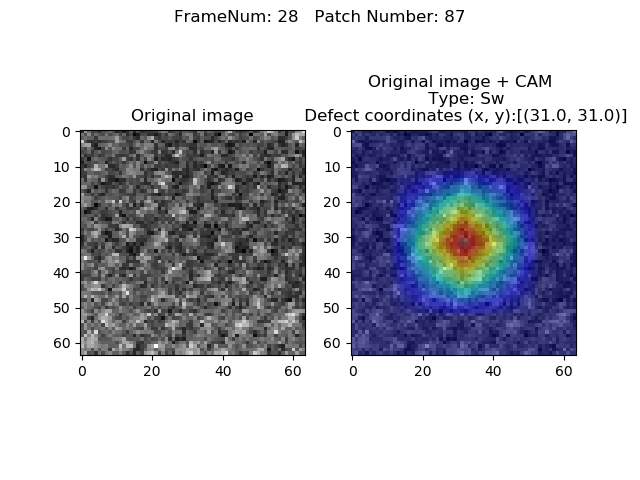 FrameNum: 28   Patch Number: 87
Original image
0
10
20
30
40
50
60
0 20 40 60
Original image + CAM
Type: Sw
Defect coordinates (x, y):[(31.0, 31.0)]
0
10
20
30
40
50
60
0 20 40 60